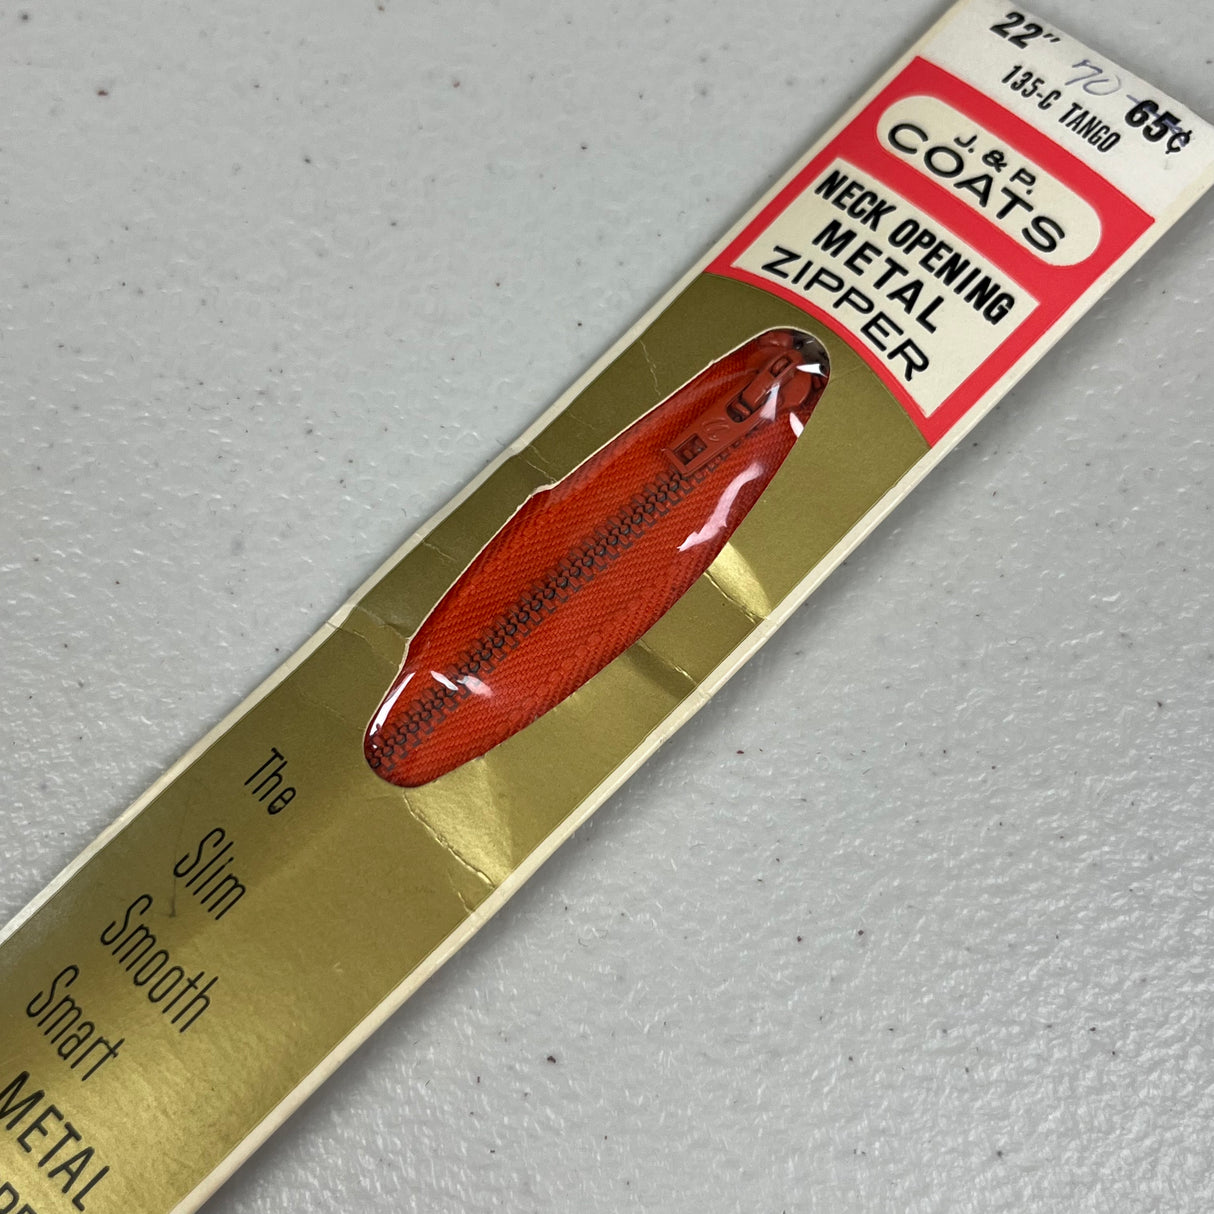 22" 70 65¢
135-C TANGO
J. & P.
COATS
NECK OPENING
METAL
ZIPPER
The
Slim
Smooth
Smart
METAL